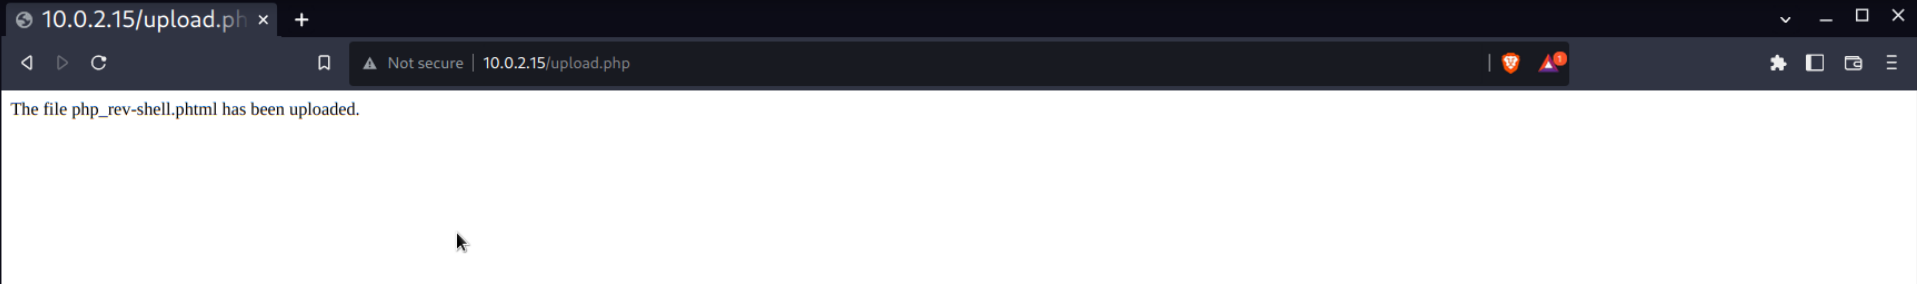 10.0.2.15/upload.ph
Not secure
10.0.2.15/upload.php
1
The file php_rev-shell.phtml has been uploaded.